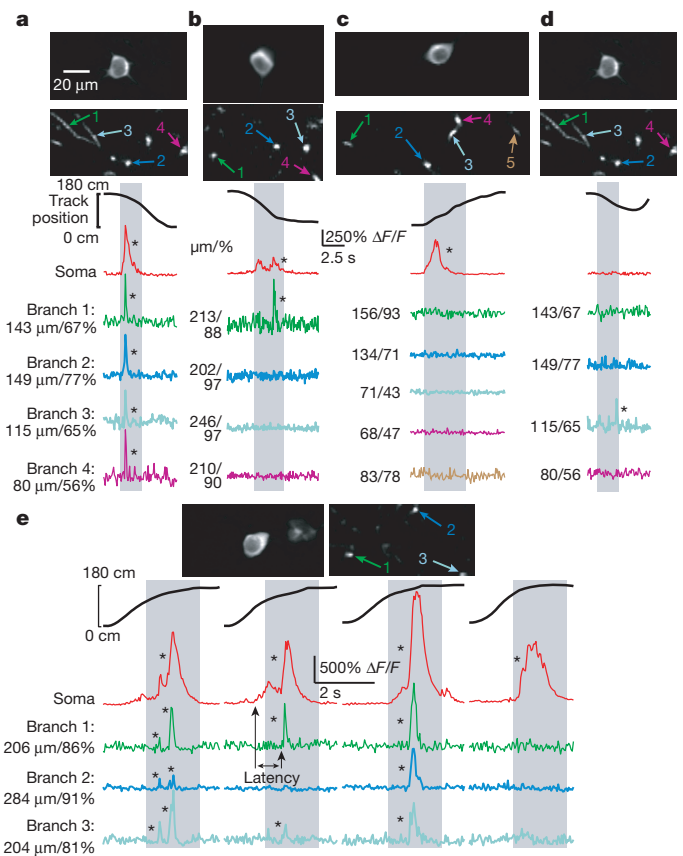 a b c d
20 µm
1 3 4 2
3 2 1 4
1 4 2 3 5
1 3 4 2
180 cm
Track
position
0 cm
µm/%
250% ΔF/F
2.5 s
Soma
* * * 
Branch 1:
143 µm/67%
* 213/
88
* 156/93 143/67
Branch 2:
149 µm/77%
* 202/
97
134/71 149/77
Branch 3:
115 µm/65%
* 246/
97
71/43 115/65 *
Branch 4:
80 µm/56%
* 210/
90
68/47
83/78
80/56
e
1 2 3
180 cm
0 cm
500% ΔF/F
2 s
Soma
* * * *
Branch 1:
206 µm/86%
* * * *
Latency
Branch 2:
284 µm/91%
* * *
Branch 3:
204 µm/81%
* * * *